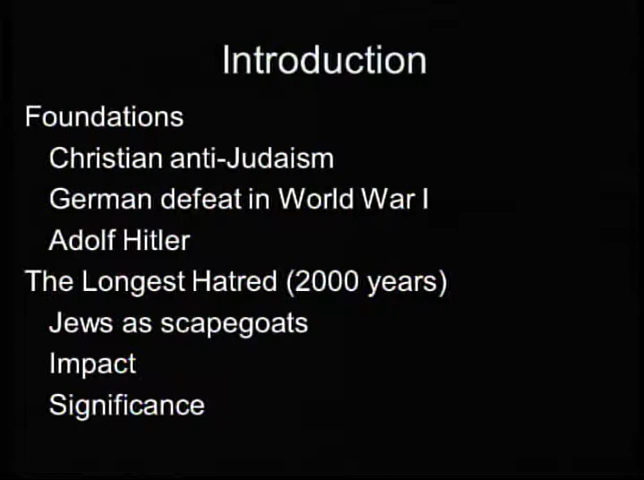 Introduction
Foundations
Christian anti-Judaism
German defeat in World War I
Adolf Hitler
The Longest Hatred (2000 years)
Jews as scapegoats
Impact
Significance